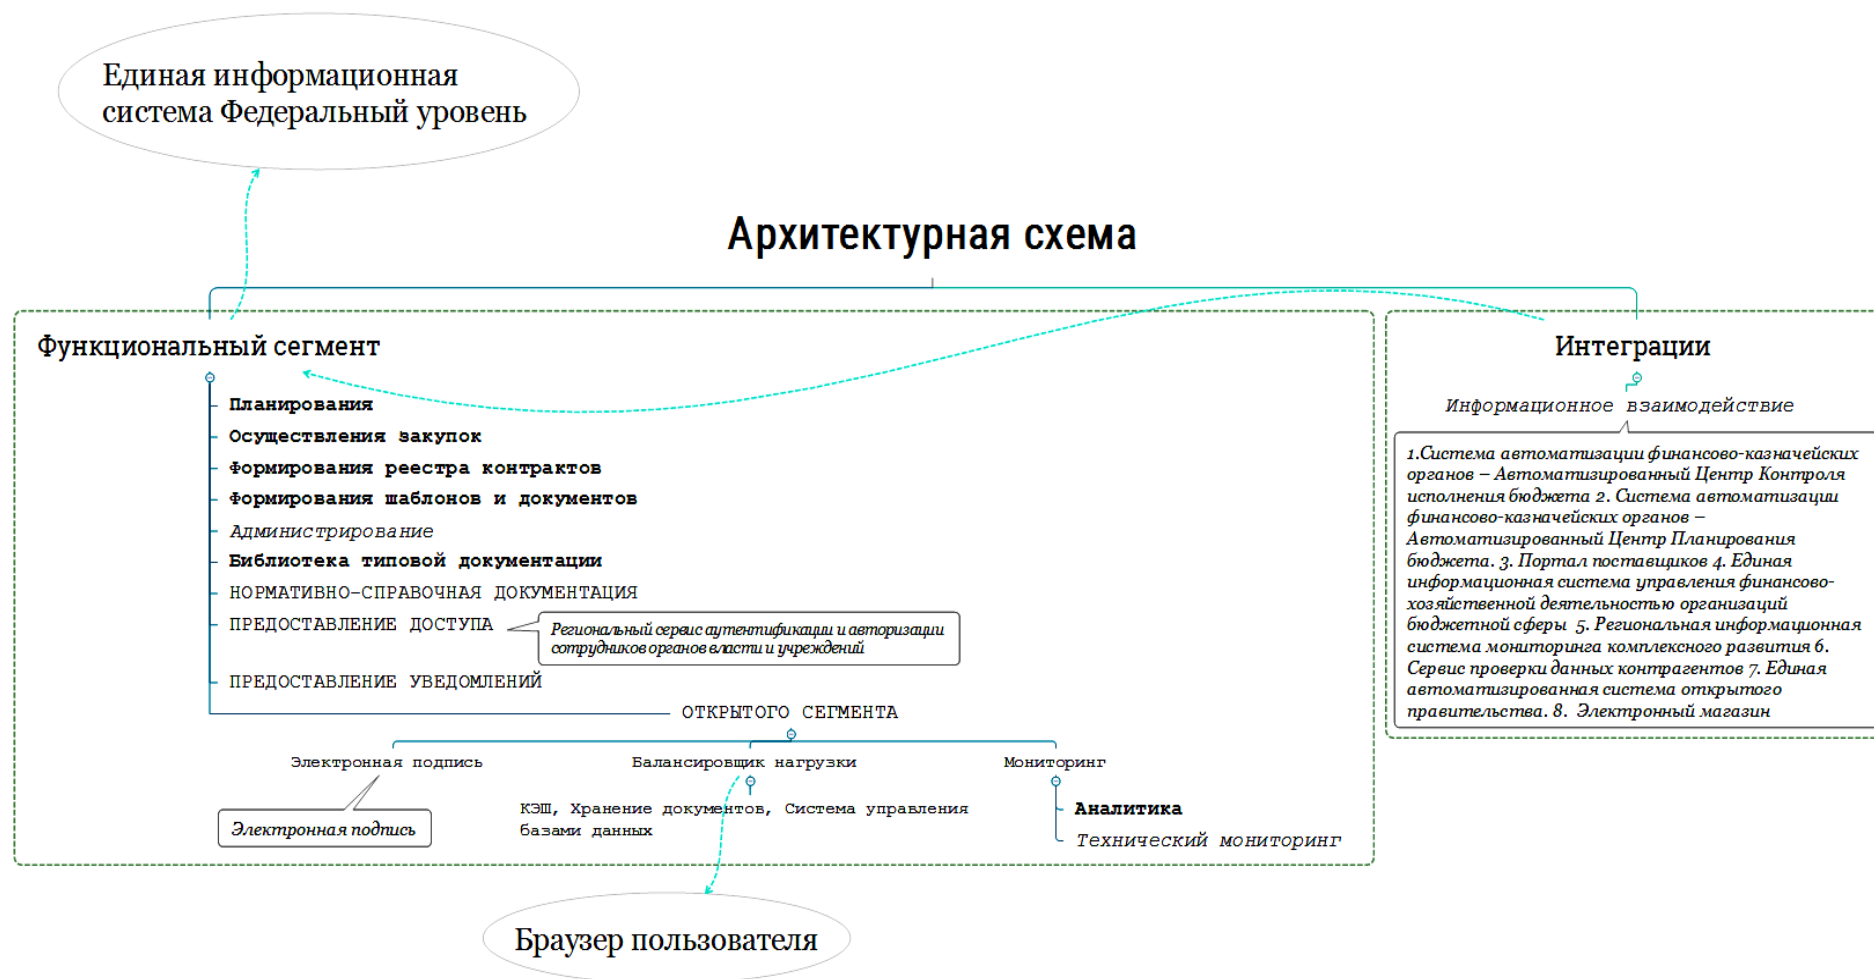 Единая информационная
система Федеральный уровень
Архитектурная схема
Функциональный сегмент
Планирования
Осуществления закупок
Формирования реестра контрактов
Формирования шаблонов и документов
Администрирование
Библиотека типовой документации
НОРМАТИВНО-СПРАВОЧНАЯ ДОКУМЕНТАЦИЯ
ПРЕДОСТАВЛЕНИЕ ДОСТУПА
Региональный сервис аутентификации и авторизации
сотрудников органов власти и учреждений
ПРЕДОСТАВЛЕНИЕ УВЕДОМЛЕНИЙ
ОТКРЫТОГО СЕГМЕНТА
Электронная подпись
Электронная подпись
Балансировщик нагрузки
КЭШ, Хранение документов, Система управления
базами данных
Мониторинг
Аналитика
Технический мониторинг
Интеграции
Информационное взаимодействие
1.Система автоматизации финансово-казначейских
органов – Автоматизированный Центр Контроля
исполнения бюджета 2. Система автоматизации
финансово-казначейских органов –
Автоматизированный Центр Планирования
бюджета. 3. Портал поставщиков 4. Единая
информационная система управления финансово-
хозяйственной деятельностью организаций
бюджетной сферы 5. Региональная информационная
система мониторинга комплексного развития 6.
Сервис проверки данных контрагентов 7. Единая
автоматизированная система открытого
правительства. 8. Электронный магазин
Браузер пользователя